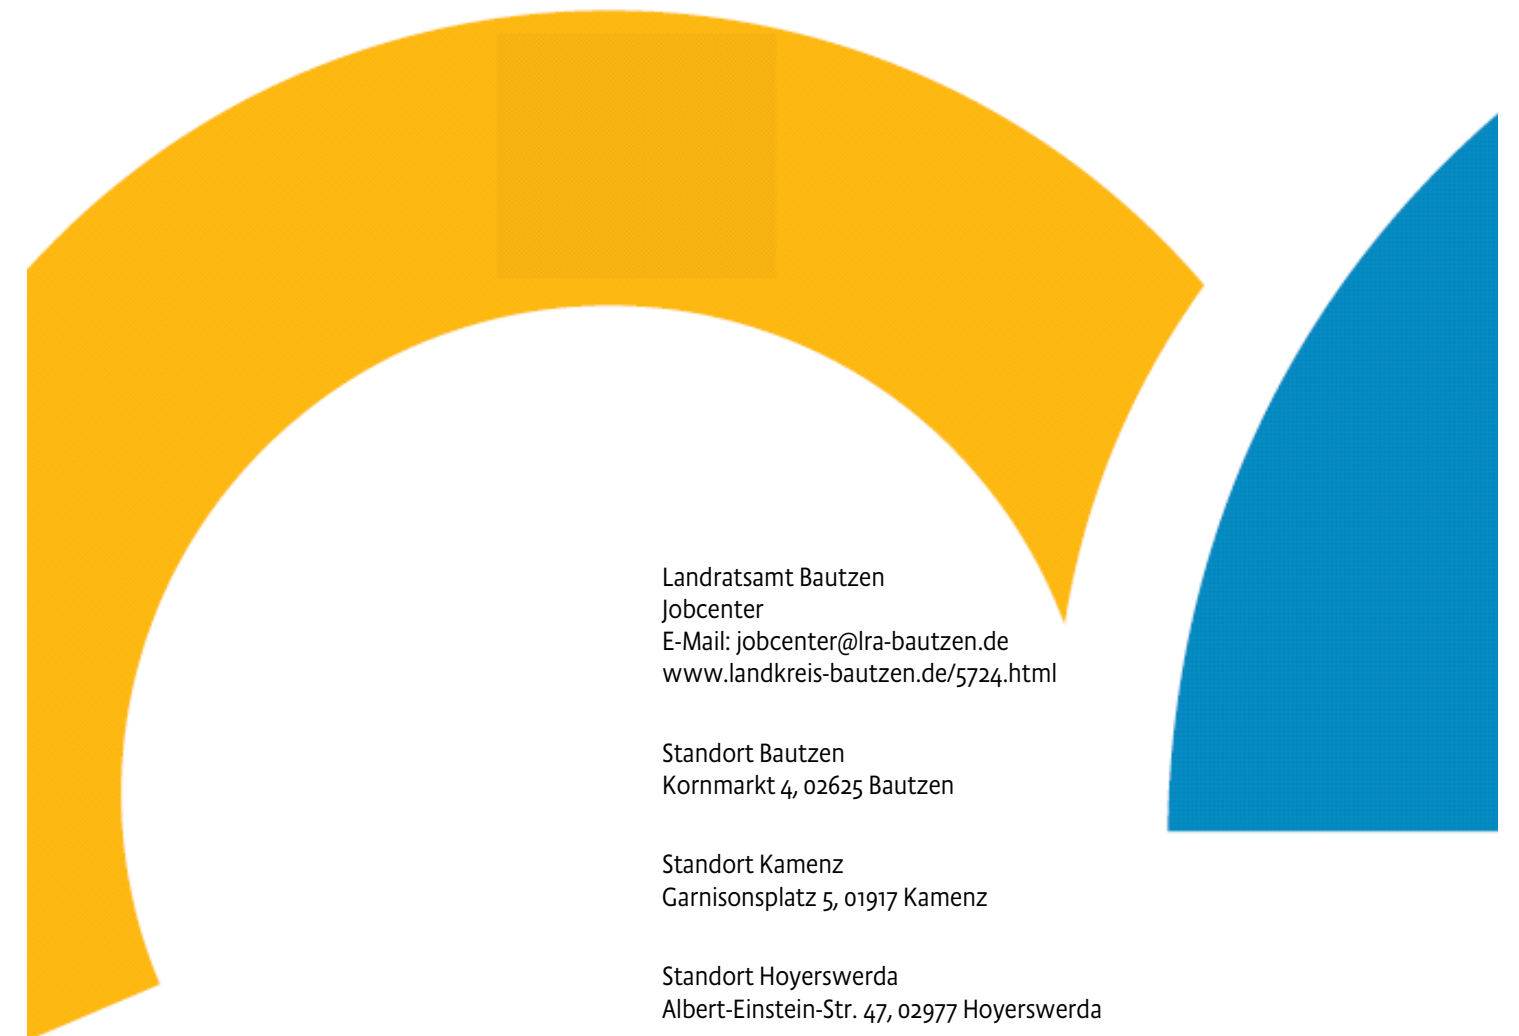 Landratsamt Bautzen
Jobcenter
E-Mail: jobcenter@lra-bautzen.de
www.landkreis-bautzen.de/5724.html
Standort Bautzen
Kornmarkt 4, 02625 Bautzen
Standort Kamenz
Garnisonsplatz 5, 01917 Kamenz
Standort Hoyerswerda
Albert-Einstein-Str. 47, 02977 Hoyerswerda